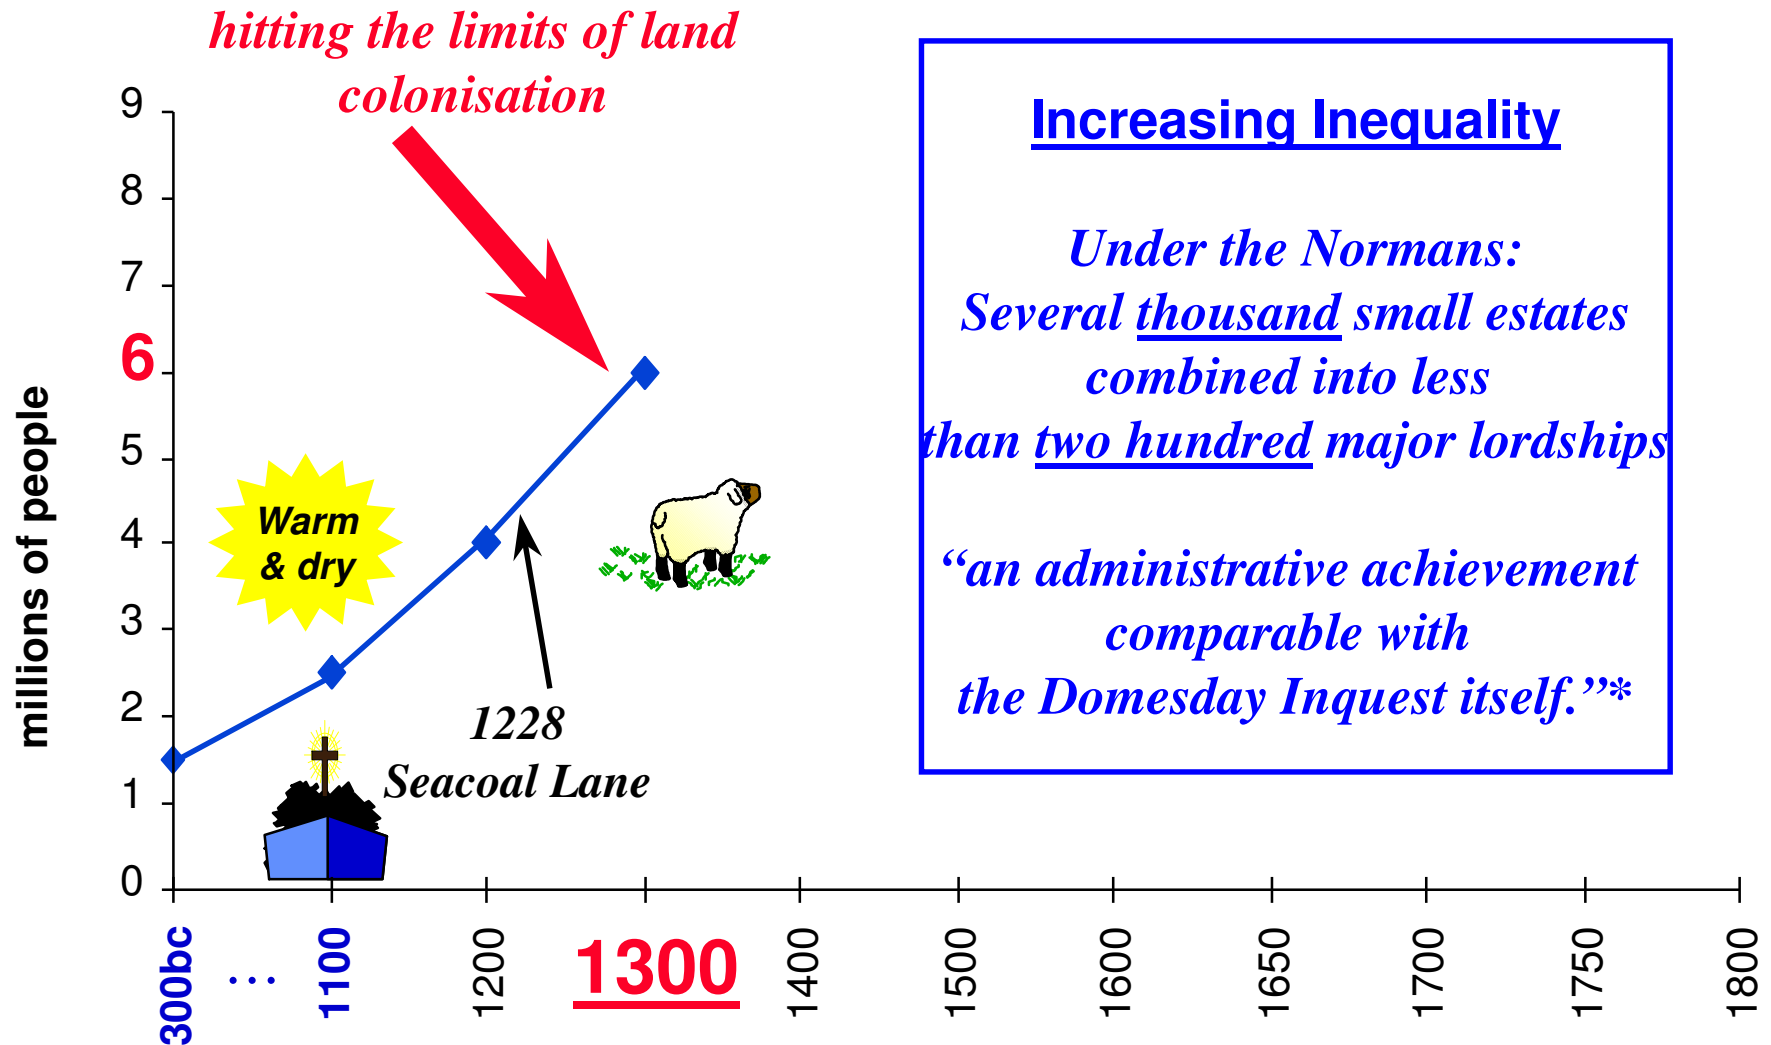 hitting the limits of land
colonisation
9
8
7
6
5
4
3
2
1
0
millions of people
Warm
& dry
1228
Seacoal Lane
300bc
...
1100
1200
1300
1400
1500
1600
1650
1700
1750
1800
Increasing Inequality
Under the Normans:
Several thousand small estates
combined into less
than two hundred major lordships
“an administrative achievement
comparable with
the Domesday Inquest itself.”*